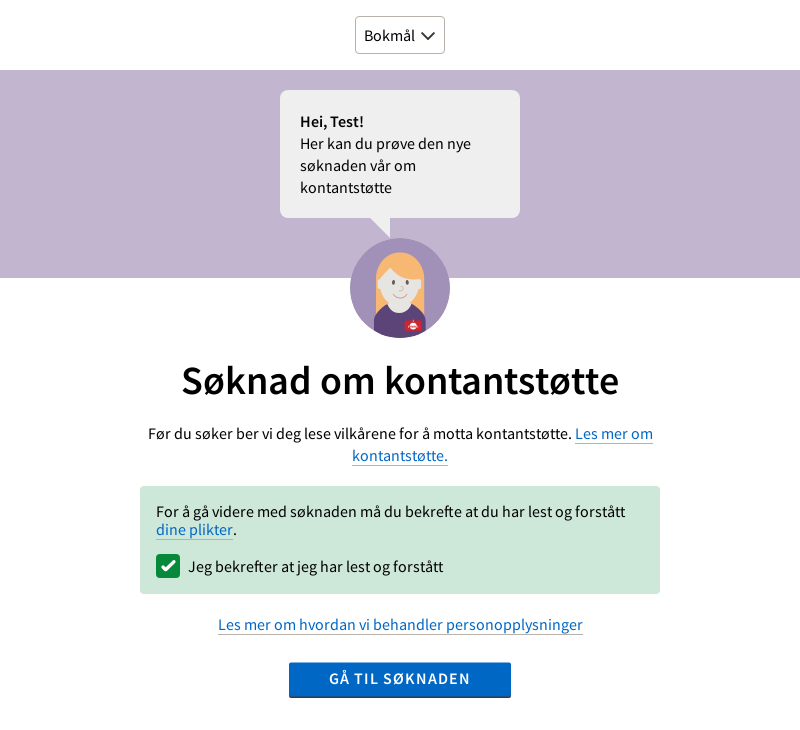 Bokmål
Hei, Test!
Her kan du prøve den nye
søknaden vår om
kontantstøtte
Søknad om kontantstøtte
Før du søker ber vi deg lese vilkårene for å motta kontantstøtte. Les mer om
kontantstøtte.
For å gå videre med søknaden må du bekrefte at du har lest og forstått
dine plikter.
Jeg bekrefter at jeg har lest og forstått
Les mer om hvordan vi behandler personopplysninger
GÅ TIL SØKNADEN